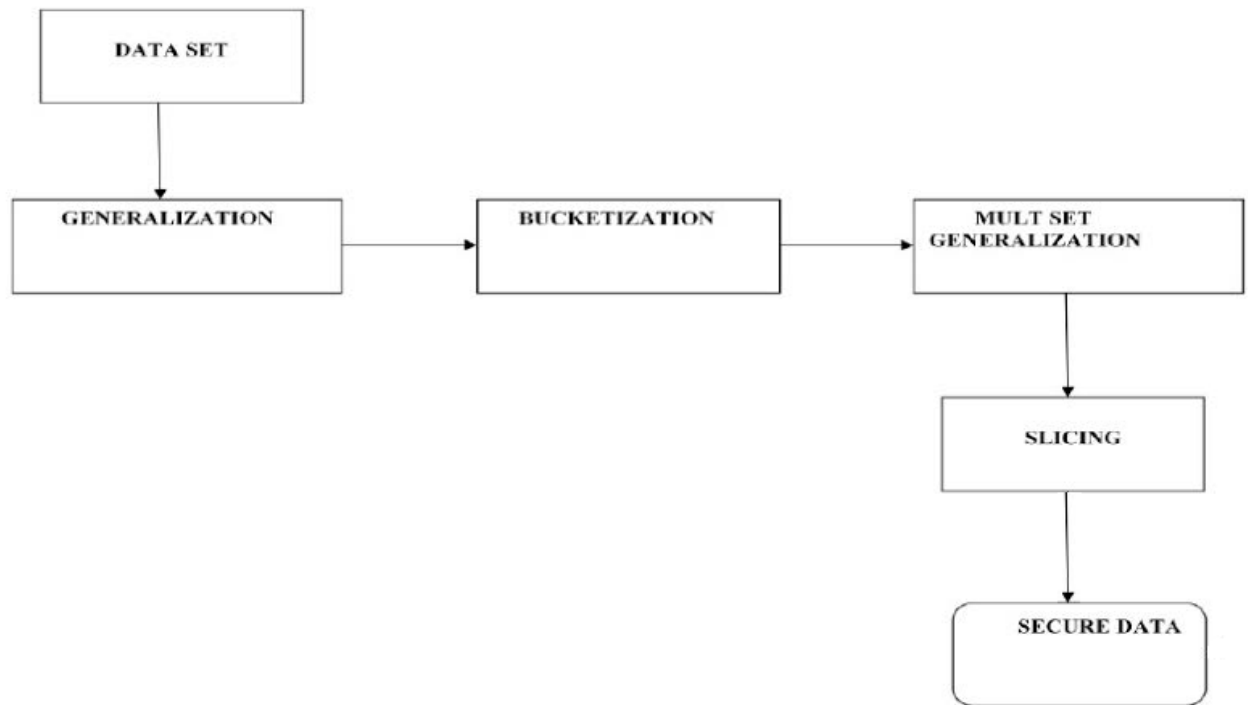 DATA SET
GENERALIZATION
BUCKETIZATION
MULT SET
GENERALIZATION
SLICING
SECURE DATA